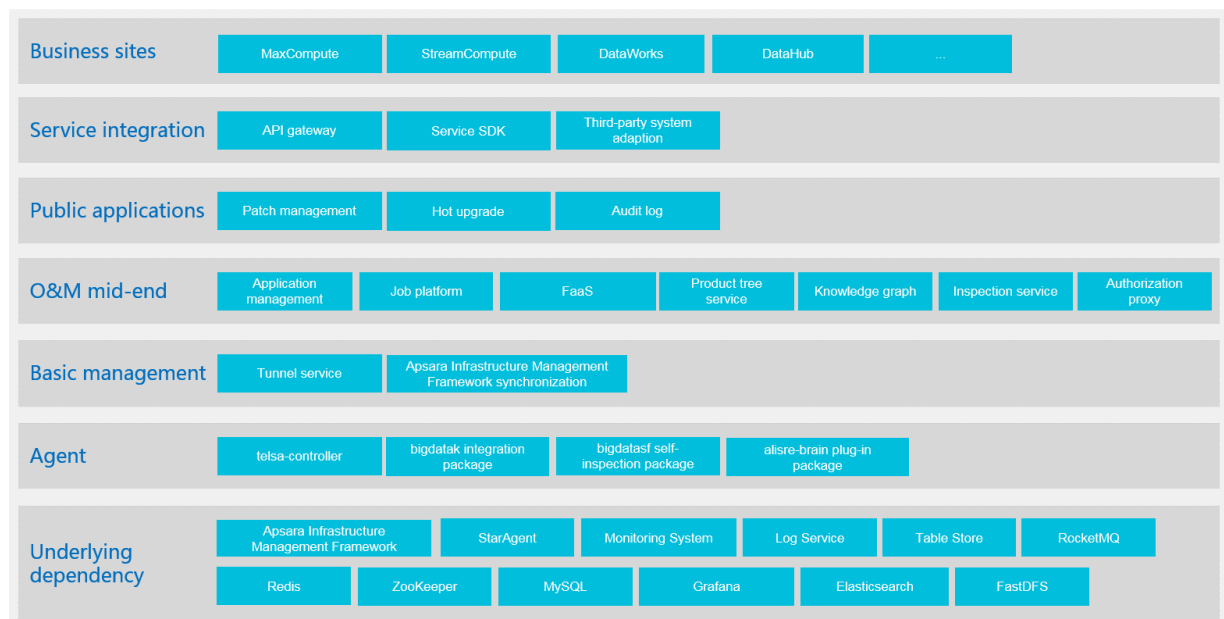 Business sites
MaxCompute
StreamCompute
DataWorks
DataHub
...
Service integration
API gateway
Service SDK
Third-party system
adaption
Public applications
Patch management
Hot upgrade
Audit log
O&M mid-end
Application
management
Job platform
FaaS
Product tree
service
Knowledge graph
Inspection service
Authorization
proxy
Basic management
Tunnel service
Apsara Infrastructure Management
Framework synchronization
Agent
telsa-controller
bigdatak integration
package
bigdatasf self-
inspection package
alisre-brain plug-in
package
Underlying
dependency
Apsara Infrastructure
Management Framework
StarAgent
Monitoring System
Log Service
Table Store
RocketMQ
Redis
ZooKeeper
MySQL
Grafana
Elasticsearch
FastDFS